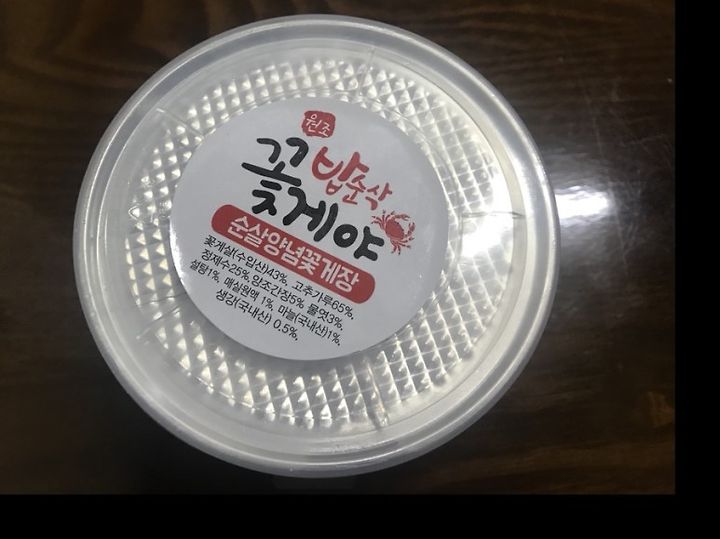 원조
꽃게야 밥순삭
순살양념꽃게장
꽃게살(수입산)43%, 고추가루65%,
정제수25%,양조간장5% 물엿3%,
설탕1%, 매실원액 1%, 마늘(국내산)1%,
생강(국내산) 0.5%,